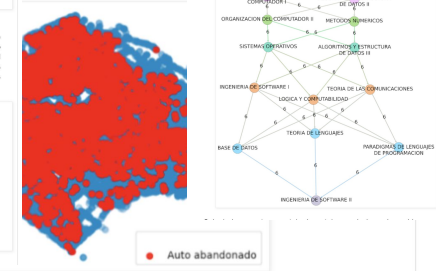 COMPUTADOR I
DE DATOS II
ORGANIZACION DEL COMPUTADOR II
METODOS NUMERICOS
SISTEMAS OPERATIVOS
ALGORITMOS Y ESTRUCTURA
DE DATOS III
INGENIERIA DE SOFTWARE I
TEORIA DE LAS COMUNICACIONES
LOGICA Y COMPUTABILIDAD
TEORIA DE LENGUAJES
BASE DE DATOS
PARADIGMAS DE LENGUAJES
DE PROGRAMACION
INGENIERIA DE SOFTWARE II
Auto abandonado